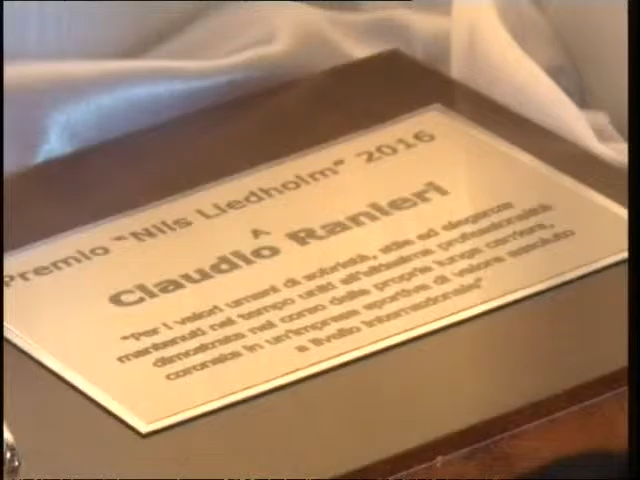 Premio "Nils Liedholm" 2016
A
Claudio Ranieri
"Per i valori umani di sobrietà, stile ed eleganza
mantenuti nel tempo uniti all'altissima professionalità
dimostrata nel corso della propria lunga carriera,
coronata in un'impresa sportiva di valore assoluto
a livello internazionale"